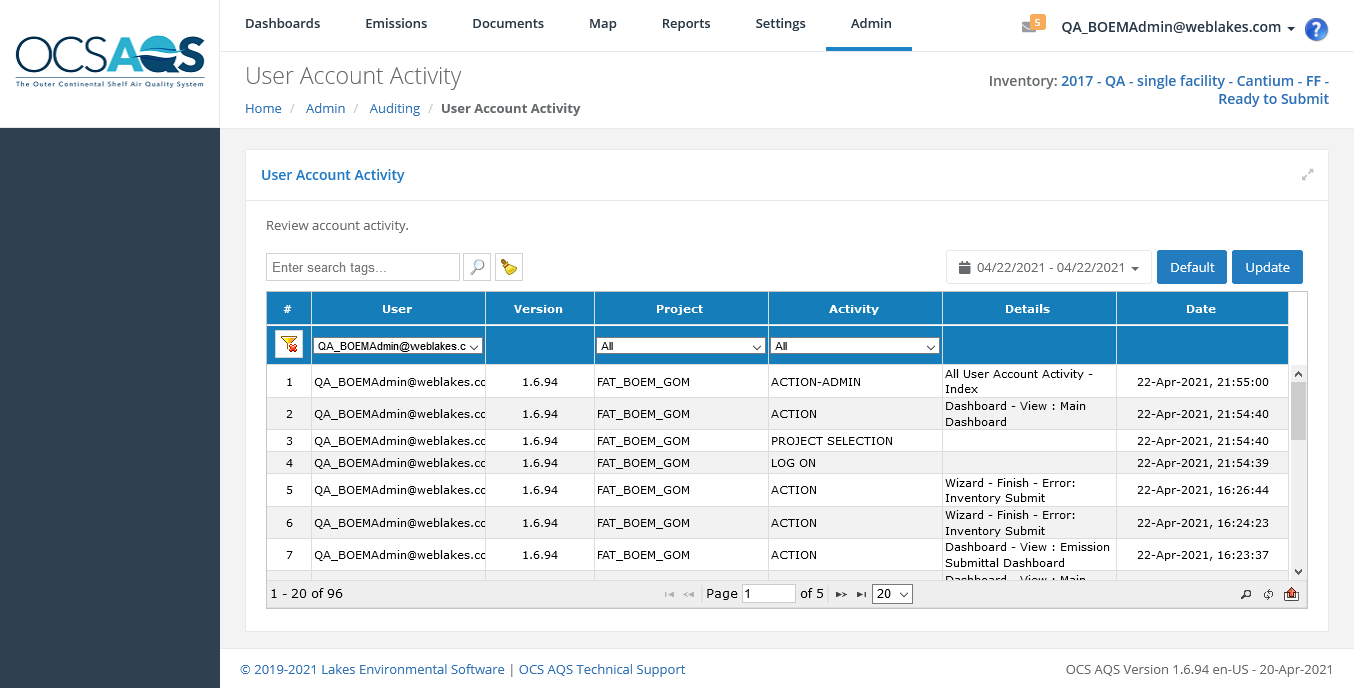 OCSAQS
The Outer Continental Shelf Air Quality System
Dashboards Emissions Documents Map Reports Settings Admin 5 QA_BOEMAdmin@weblakes.com ?
User Account Activity
Inventory: 2017 - QA - single facility - Cantium - FF -
Ready to Submit
Home / Admin / Auditing / User Account Activity
User Account Activity
Review account activity.
Enter search tags... 04/22/2021 - 04/22/2021 Default Update
# User Version Project Activity Details Date
QA_BOEMAdmin@weblakes.c All All
1 QA_BOEMAdmin@weblakes.cc 1.6.94 FAT_BOEM_GOM ACTION-ADMIN All User Account Activity -
Index 22-Apr-2021, 21:55:00
2 QA_BOEMAdmin@weblakes.cc 1.6.94 FAT_BOEM_GOM ACTION Dashboard - View : Main
Dashboard 22-Apr-2021, 21:54:40
3 QA_BOEMAdmin@weblakes.cc 1.6.94 FAT_BOEM_GOM PROJECT SELECTION 22-Apr-2021, 21:54:40
4 QA_BOEMAdmin@weblakes.cc 1.6.94 FAT_BOEM_GOM LOG ON 22-Apr-2021, 21:54:39
5 QA_BOEMAdmin@weblakes.cc 1.6.94 FAT_BOEM_GOM ACTION Wizard - Finish - Error:
Inventory Submit 22-Apr-2021, 16:26:44
6 QA_BOEMAdmin@weblakes.cc 1.6.94 FAT_BOEM_GOM ACTION Wizard - Finish - Error:
Inventory Submit 22-Apr-2021, 16:24:23
7 QA_BOEMAdmin@weblakes.cc 1.6.94 FAT_BOEM_GOM ACTION Dashboard - View : Emission
Submittal Dashboard 22-Apr-2021, 16:23:37
Dashboard - View : Main
1 - 20 of 96 Page 1 of 5 20
© 2019-2021 Lakes Environmental Software | OCS AQS Technical Support OCS AQS Version 1.6.94 en-US - 20-Apr-2021